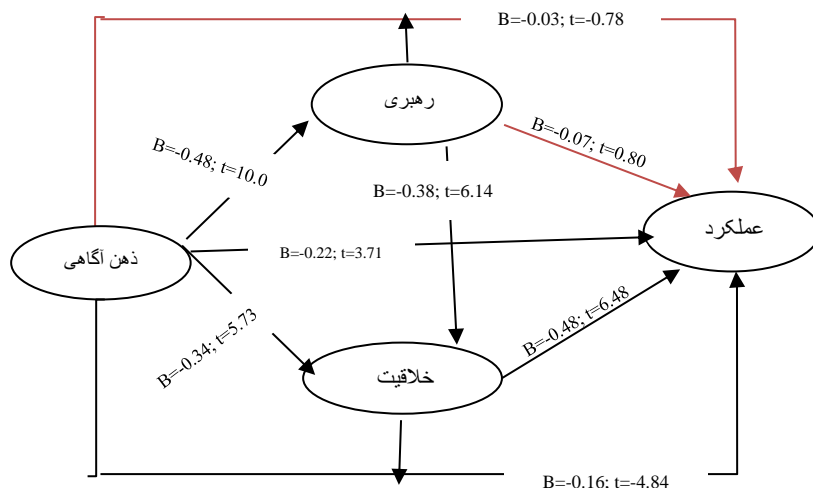 B=-0.03; t=-0.78
رهبری
B=-0.48; t=10.0
B=-0.07; t=0.80
B=-0.38; t=6.14
عملکرد
ذهن آگاهی
B=-0.22; t=3.71
B=-0.34; t=5.73
B=-0.48; t=6.48
خلاقیت
B=-0.16; t=-4.84